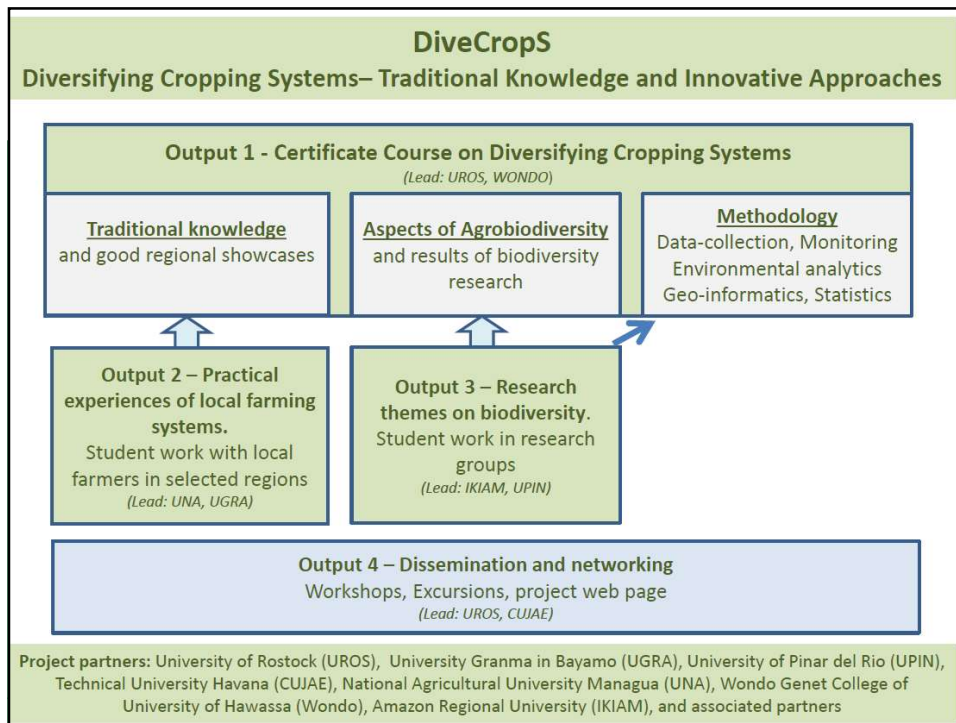 DiveCropS
Diversifying Cropping Systems– Traditional Knowledge and Innovative Approaches
Output 1 - Certificate Course on Diversifying Cropping Systems
(Lead: UROS, WONDO)
Traditional knowledge
and good regional showcases
Aspects of Agrobiodiversity
and results of biodiversity
research
Methodology
Data-collection, Monitoring
Environmental analytics
Geo-informatics, Statistics
Output 2 – Practical
experiences of local farming
systems.
Student work with local
farmers in selected regions
(Lead: UNA, UGRA)
Output 3 – Research
themes on biodiversity.
Student work in research
groups
(Lead: IKIAM, UPIN)
Output 4 – Dissemination and networking
Workshops, Excursions, project web page
(Lead: UROS, CUJAE)
Project partners: University of Rostock (UROS), University Granma in Bayamo (UGRA), University of Pinar del Rio (UPIN),
Technical University Havana (CUJAE), National Agricultural University Managua (UNA), Wondo Genet College of
University of Hawassa (Wondo), Amazon Regional University (IKIAM), and associated partners